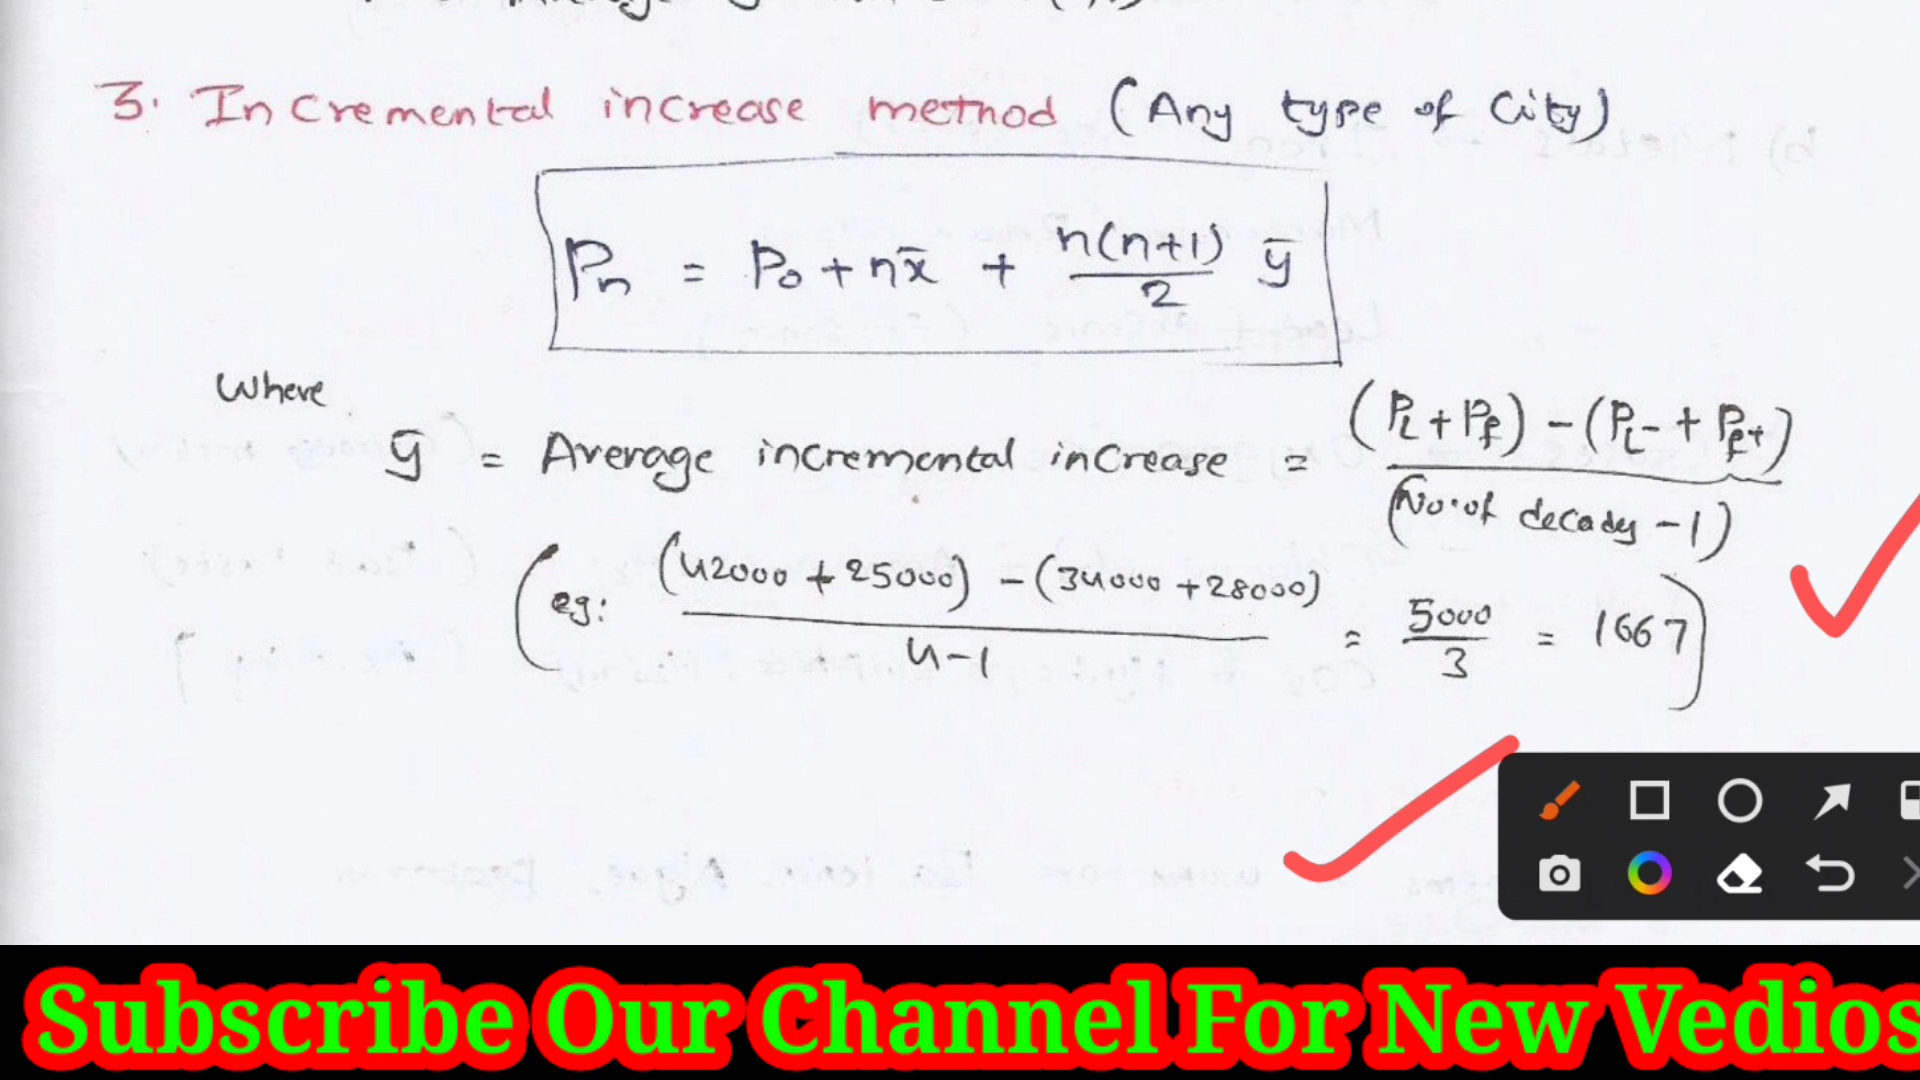 3. Incremental increase method (Any type of City)
Pn = P₀ + nx̄ + n(n+1)/2 ȳ
Where
ȳ = Average incremental increase = (PL + Pf) - (PL- + Pf+) / (No. of decady - 1)
(eg: (42000 + 25000) - (34000 + 28000) / 4-1 = 5000/3 = 1667)
Subscribe Our Channel For New Vedios